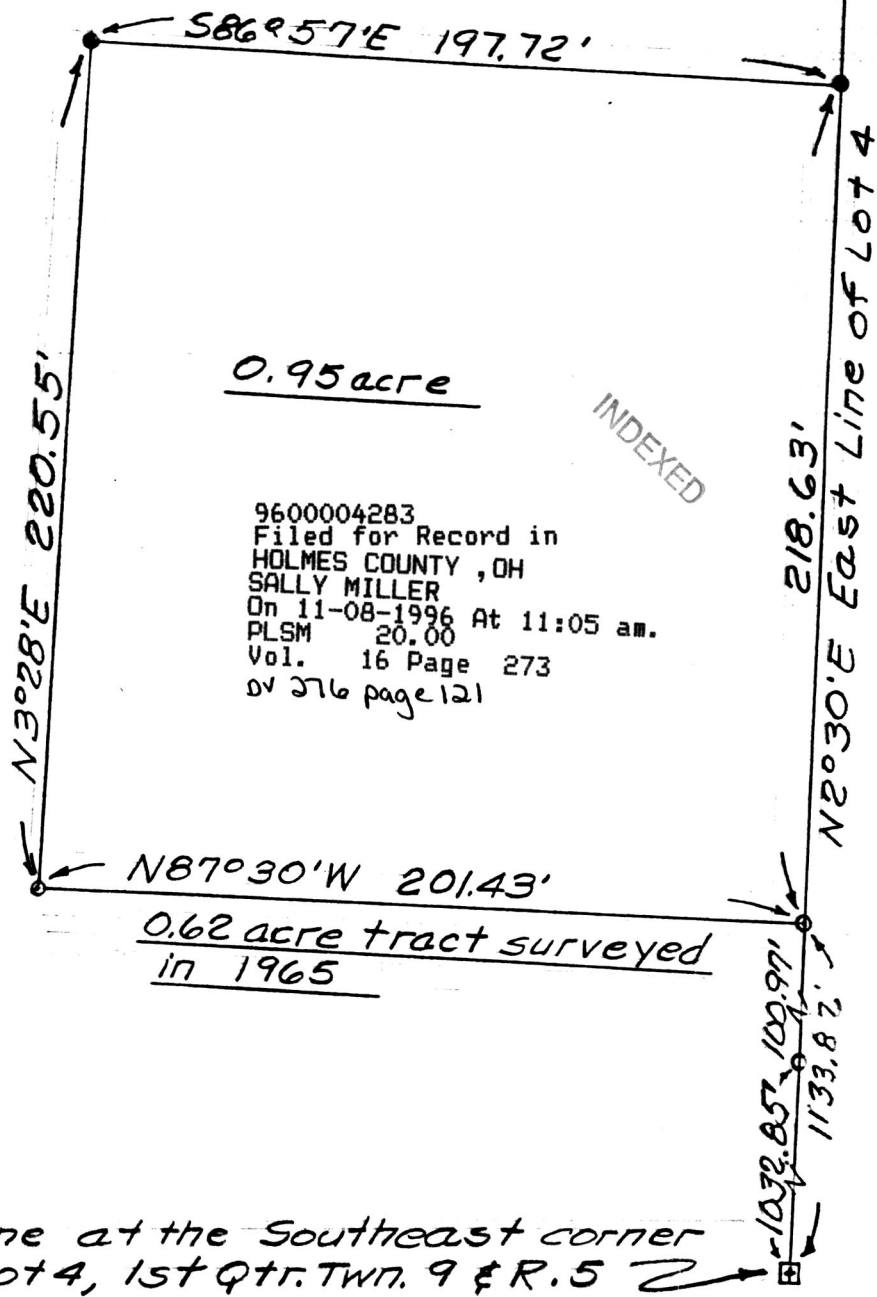 S86°57'E 197.72'
N3°28'E 220.55'
0.95 acre
INDEXED
218.63'
N2°30'E East Line of Lot 4
9600004283
Filed for Record in
HOLMES COUNTY ,OH
SALLY MILLER
On 11-08-1996 At 11:05 am.
PLSM 20.00
Vol. 16 Page 273
DV 276 page 121
N87°30'W 201.43'
0.62 acre tract surveyed
in 1965
100.97'
1032.85'
1133.82'
ne at the Southeast corner
ot 4, 1st Qtr. Twn. 9 & R. 5